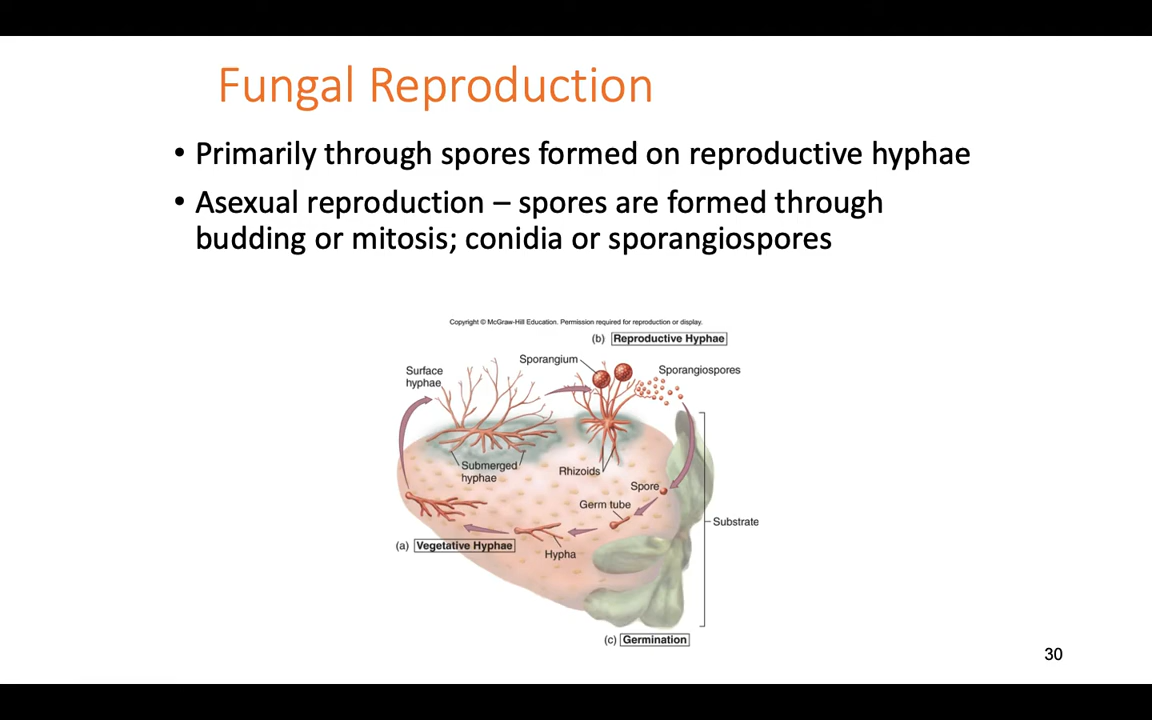 Fungal Reproduction
• Primarily through spores formed on reproductive hyphae
• Asexual reproduction – spores are formed through
budding or mitosis; conidia or sporangiospores
Copyright © McGraw-Hill Education. Permission required for reproduction or display.
(b) Reproductive Hyphae
Sporangium
Surface
hyphae
Sporangiospores
Submerged
hyphae
Rhizoids
Spore
Germ tube
Substrate
(a) Vegetative Hyphae
Hypha
(c) Germination
30